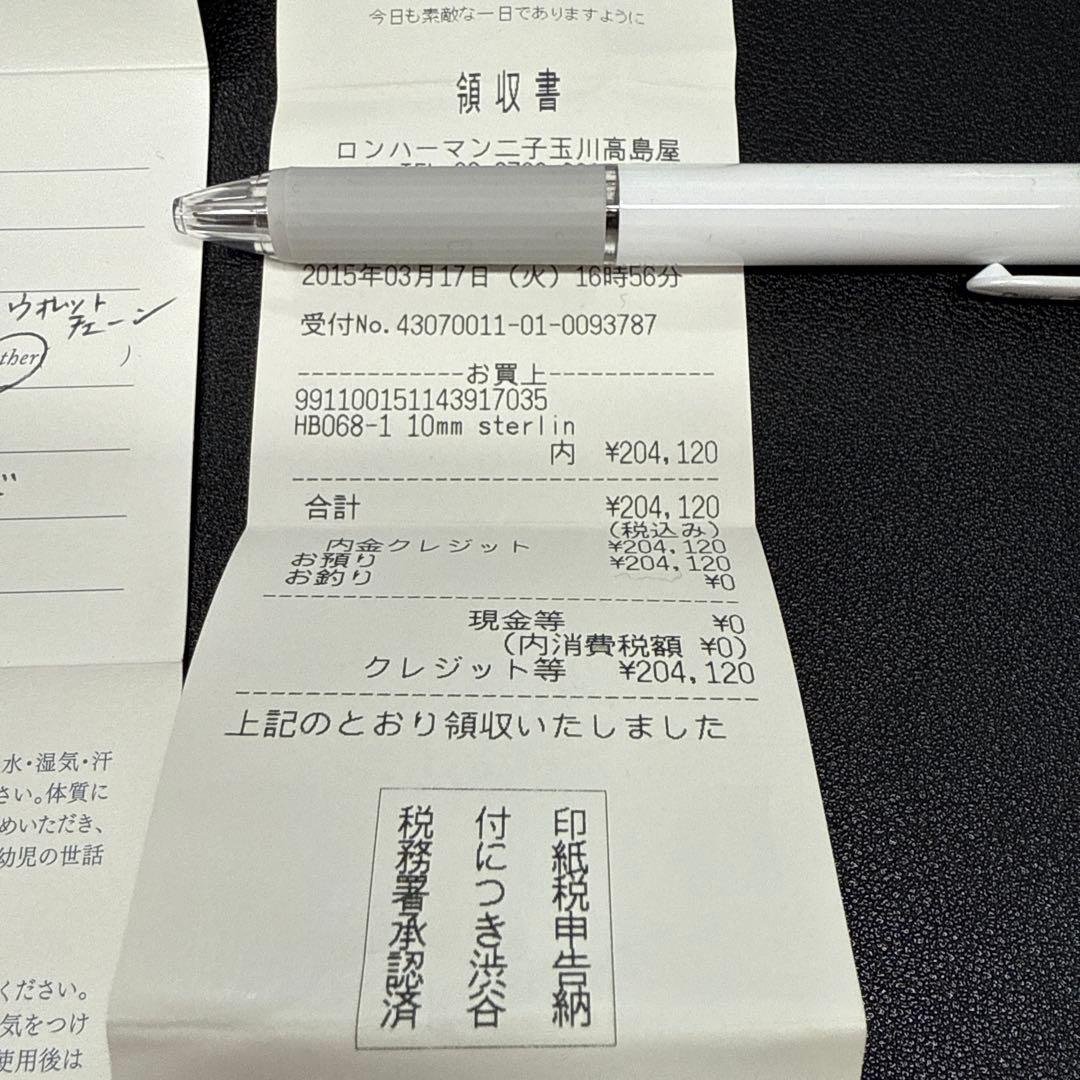 今日も素敵な一日でありますように
領収書
ロンハーマン二子玉川高島屋
2015年03月17日（火）16時56分
受付No.43070011-01-0093787
-------------お買上-------------
991100151143917035
HB068-1 10mm sterlin
内 ¥204,120
合計 ¥204,120
(税込み)
内金クレジット ¥204,120
お預り ¥204,120
お釣り ¥0
現金等 ¥0
(内消費税額 ¥0)
クレジット等 ¥204,120
上記のとおり領収いたしました
印紙税申告納
付につき渋谷
税務署承認済
ウオレット
チェーン
ther )
水・湿気・汗
さい。体質に
めいただき、
幼児の世話
ください。
気をつけ
使用後は